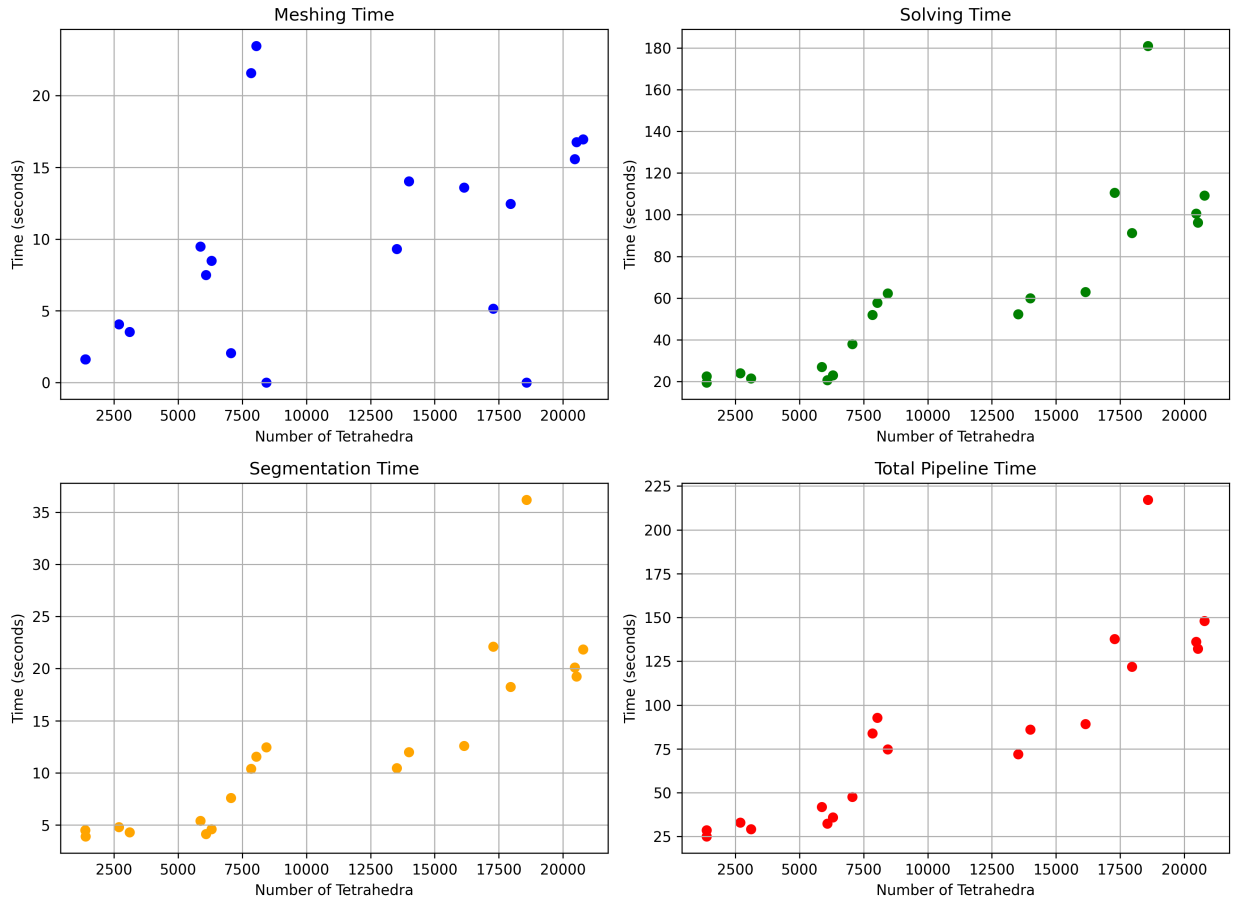 Meshing Time
Time (seconds)
20
15
10
5
0
2500 5000 7500 10000 12500 15000 17500 20000
Number of Tetrahedra
Solving Time
Time (seconds)
180
160
140
120
100
80
60
40
20
2500 5000 7500 10000 12500 15000 17500 20000
Number of Tetrahedra
Segmentation Time
Time (seconds)
35
30
25
20
15
10
5
2500 5000 7500 10000 12500 15000 17500 20000
Number of Tetrahedra
Total Pipeline Time
Time (seconds)
225
200
175
150
125
100
75
50
25
2500 5000 7500 10000 12500 15000 17500 20000
Number of Tetrahedra